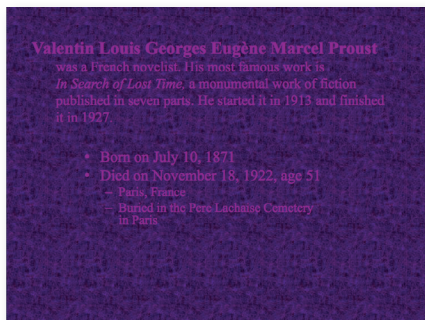 Valentin Louis Georges Eugène Marcel Proust
was a French novelist. His most famous work is
In Search of Lost Time, a monumental work of fiction
published in seven parts. He started it in 1913 and finished
it in 1927.
• Born on July 10, 1871
• Died on November 18, 1922, age 51
– Paris, France
– Buried in the Pere Lachaise Cemetery
in Paris